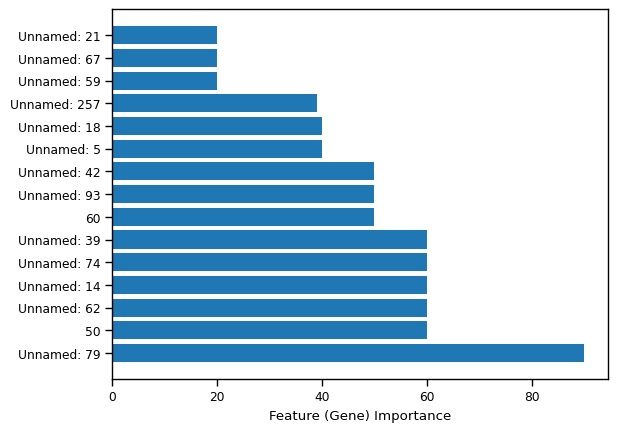 Unnamed: 21
Unnamed: 67
Unnamed: 59
Unnamed: 257
Unnamed: 18
Unnamed: 5
Unnamed: 42
Unnamed: 93
60
Unnamed: 39
Unnamed: 74
Unnamed: 14
Unnamed: 62
50
Unnamed: 79
0 20 40 60 80
Feature (Gene) Importance